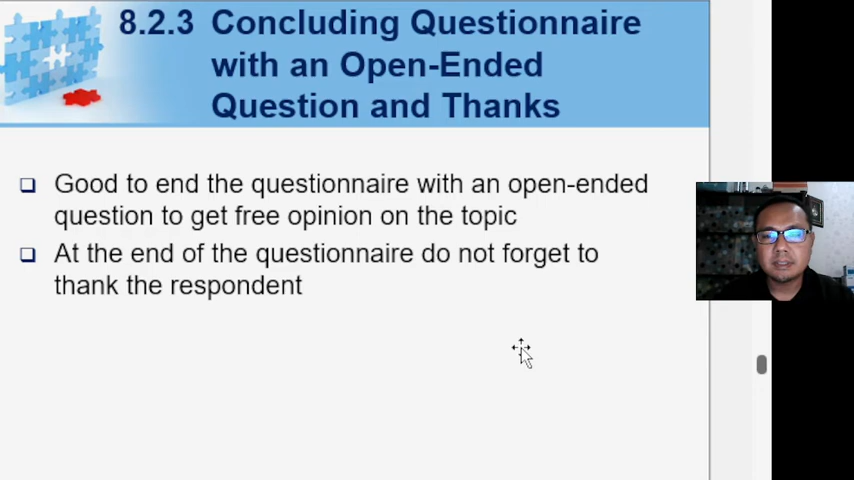 8.2.3 Concluding Questionnaire
with an Open-Ended
Question and Thanks
Good to end the questionnaire with an open-ended
question to get free opinion on the topic
At the end of the questionnaire do not forget to
thank the respondent